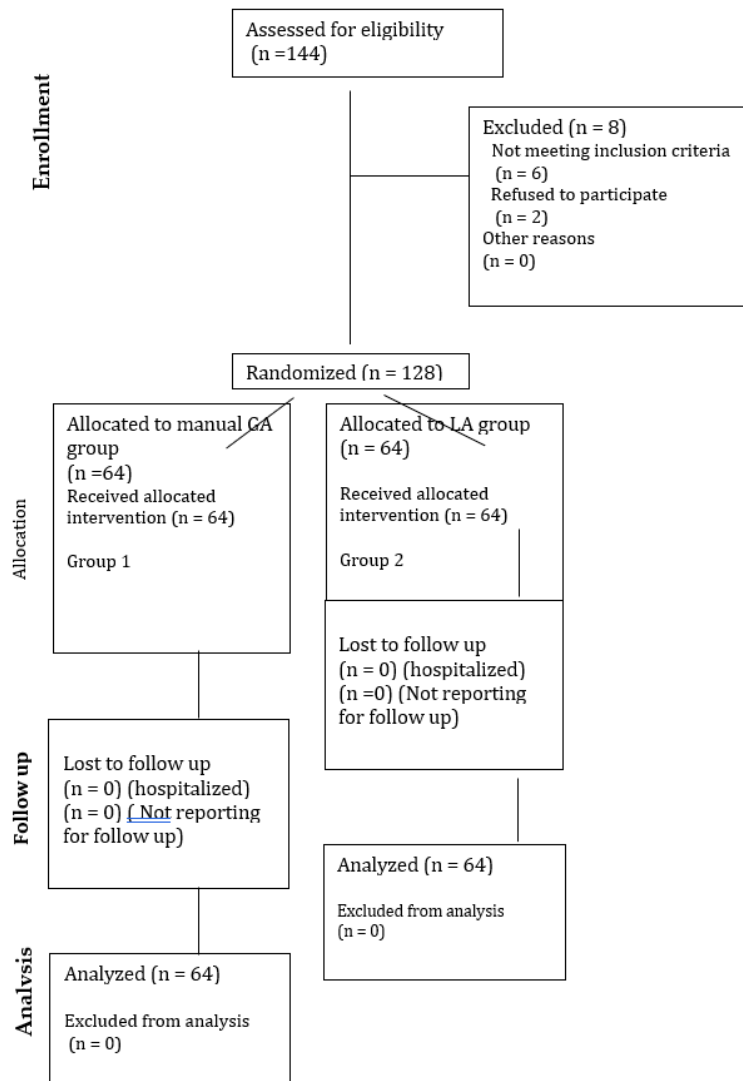 Assessed for eligibility
(n =144)
Enrollment
Excluded (n = 8)
Not meeting inclusion criteria
(n = 6)
Refused to participate
(n = 2)
Other reasons
(n = 0)
Randomized (n = 128)
Allocation
Allocated to manual GA
group
(n =64)
Received allocated
intervention (n = 64)
Group 1
Allocated to LA group
(n = 64)
Received allocated
intervention (n = 64)
Group 2
Follow up
Lost to follow up
(n = 0) (hospitalized)
(n = 0) ( Not reporting
for follow up)
Lost to follow up
(n = 0) (hospitalized)
(n =0) (Not reporting
for follow up)
Analysis
Analyzed (n = 64)
Excluded from analysis
(n = 0)
Analyzed (n = 64)
Excluded from analysis
(n = 0)